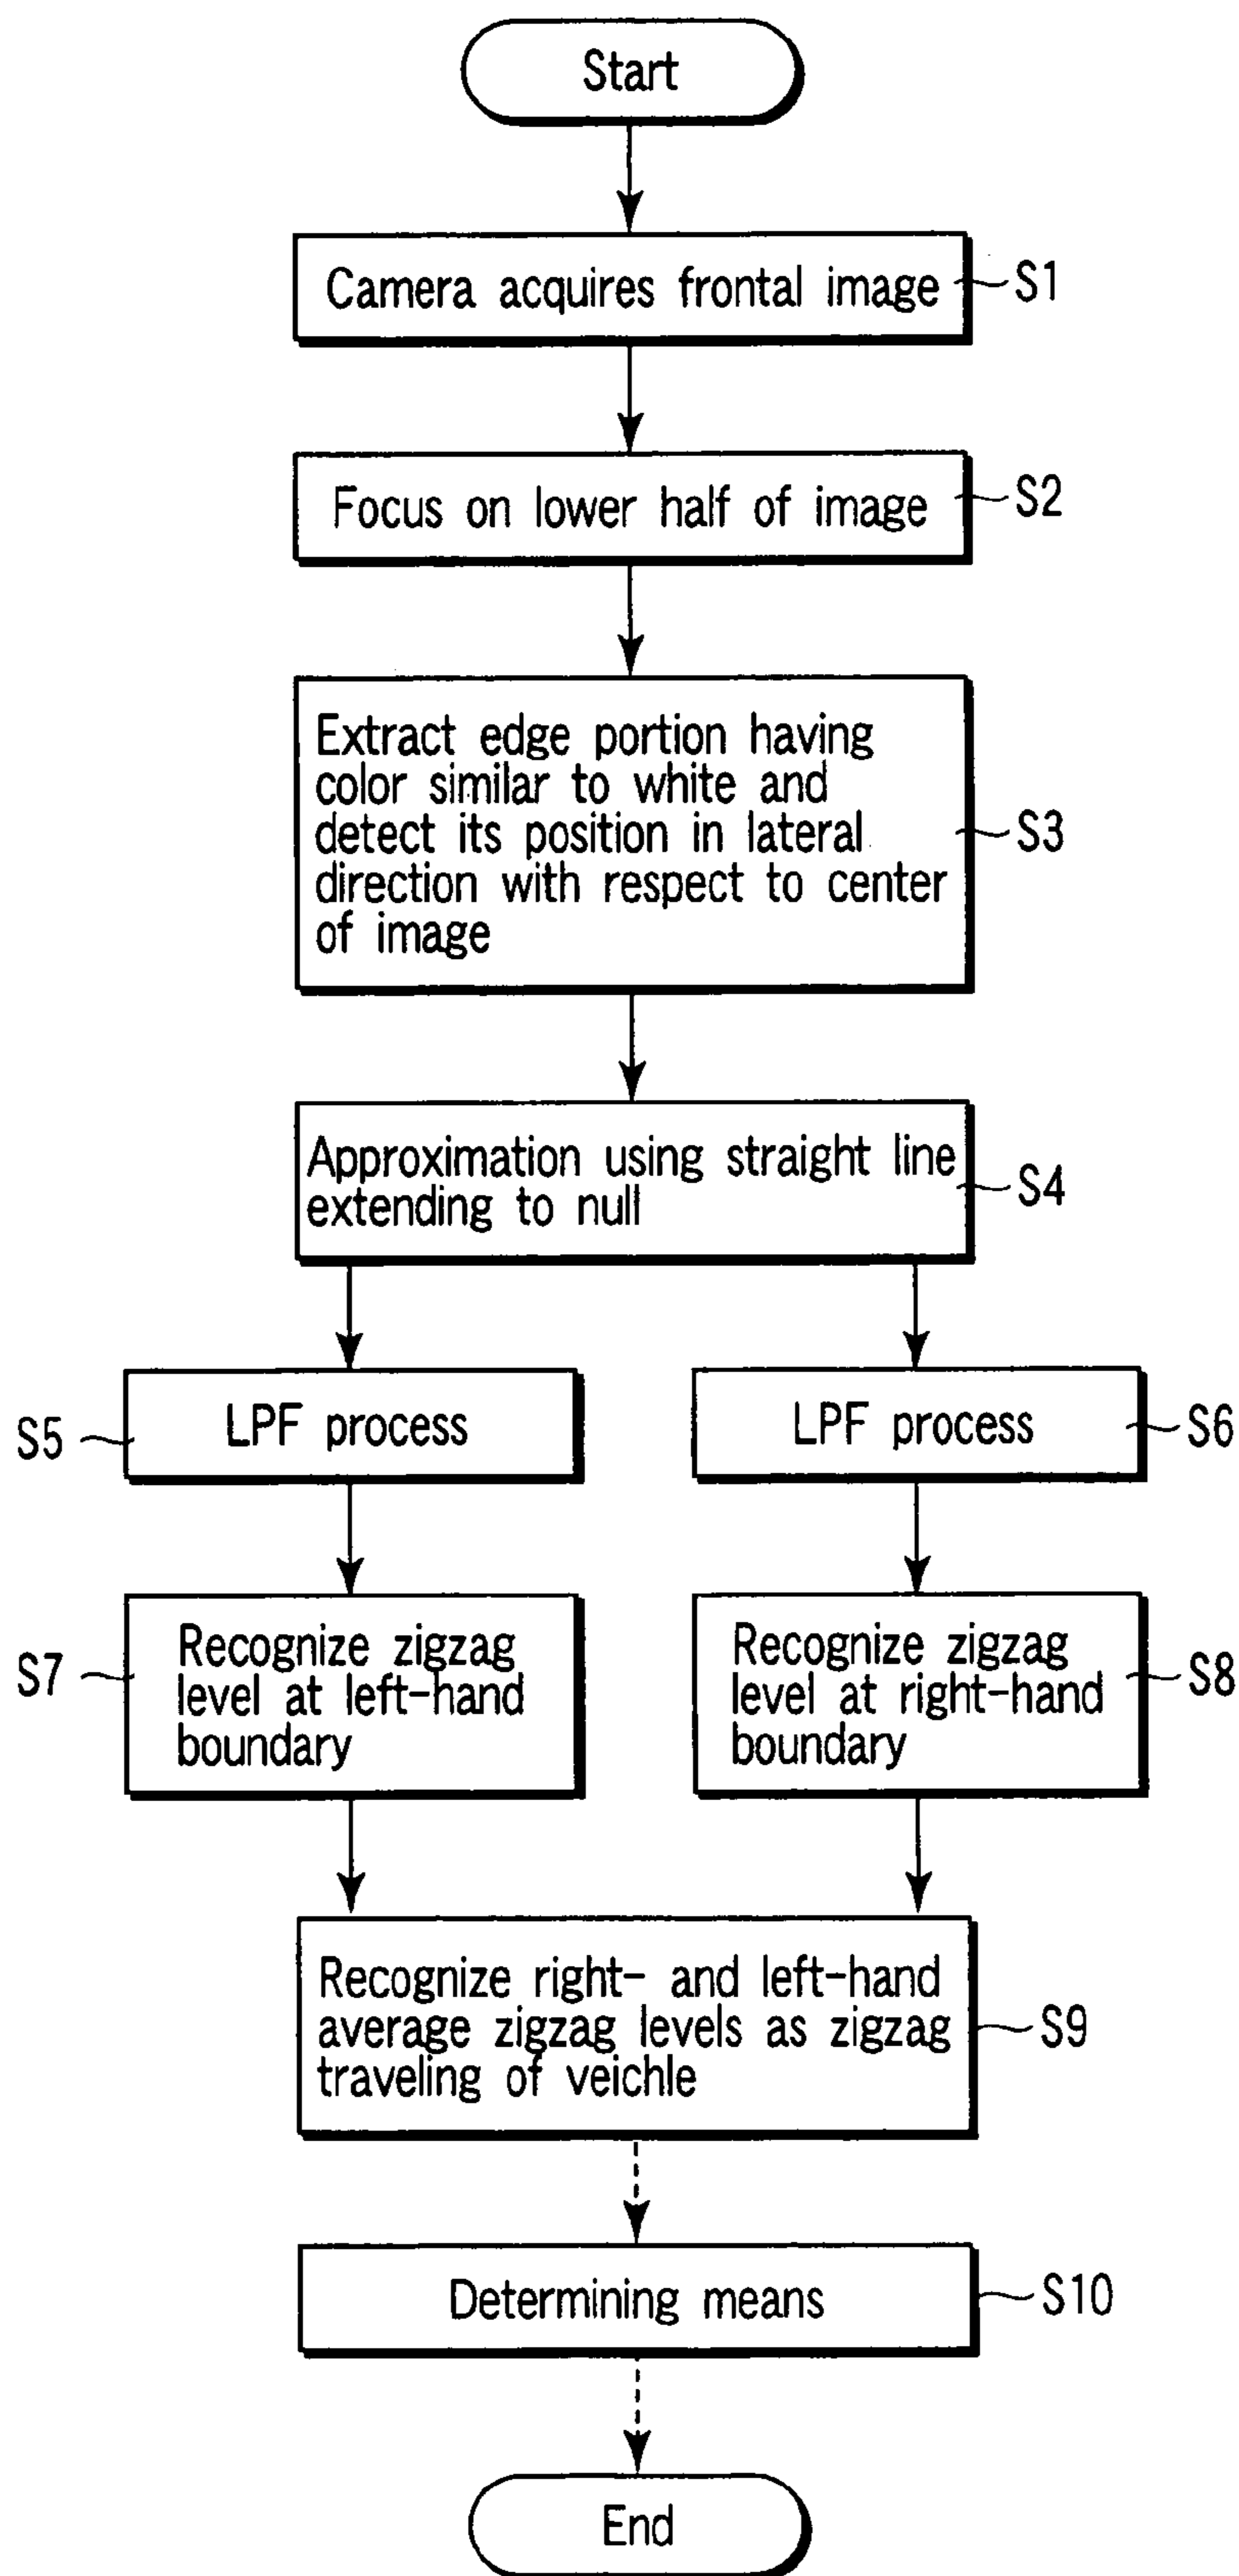 Start
Camera acquires frontal image
S1
Focus on lower half of image
S2
Extract edge portion having
color similar to white and
detect its position in lateral
direction with respect to center
of image
S3
Approximation using straight line
extending to null
S4
S5
LPF process
LPF process
S6
S7
Recognize zigzag
level at left-hand
boundary
Recognize zigzag
level at right-hand
boundary
S8
Recognize right- and left-hand
average zigzag levels as zigzag
traveling of veichle
S9
Determining means
S10
End